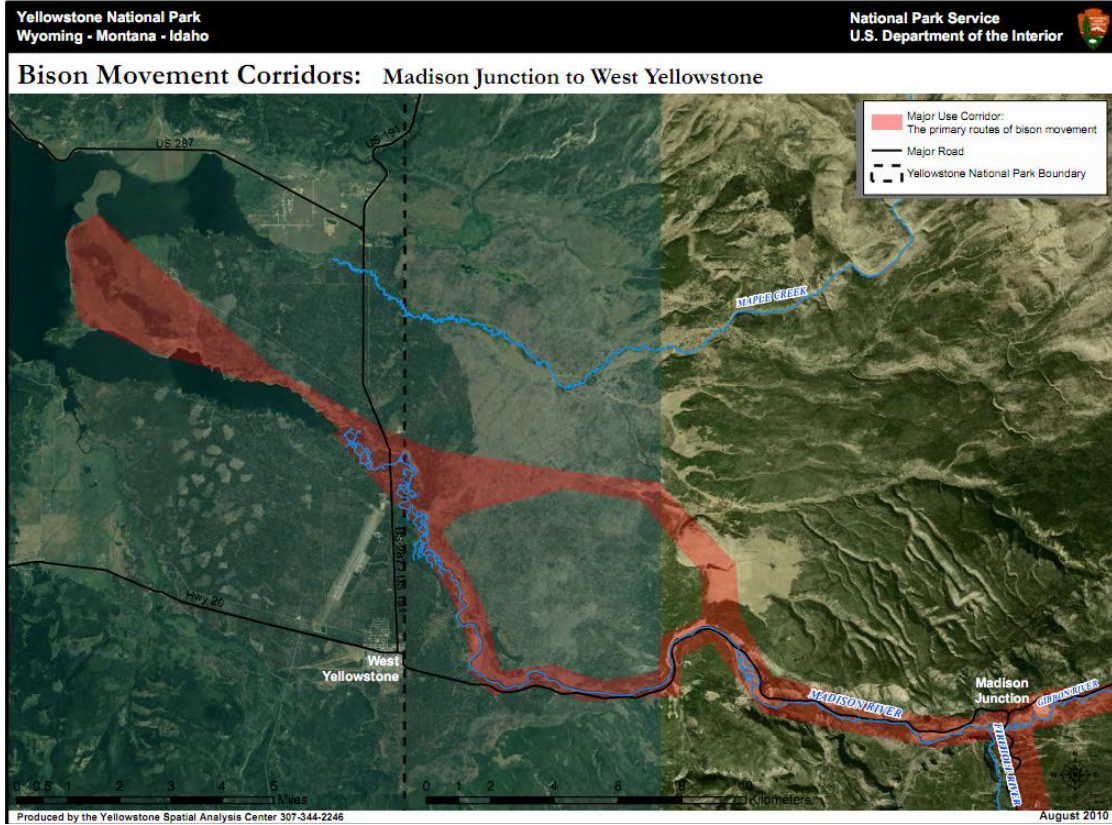 Yellowstone National Park
Wyoming - Montana - Idaho
National Park Service
U.S. Department of the Interior
Bison Movement Corridors: Madison Junction to West Yellowstone
Major Use Corridor:
The primary routes of bison movement
Major Road
Yellowstone National Park Boundary
US 287
US 191
MAPLE CREEK
Hwy 20
West
Yellowstone
MADISON RIVER
Madison
Junction
GIBBON RIVER
FIREHOLE RIVER
W E
0 0.5 1 2 3 4 5
Miles
0 2 4 6 8 10
Kilometers
Produced by the Yellowstone Spatial Analysis Center 307-344-2246
August 2010